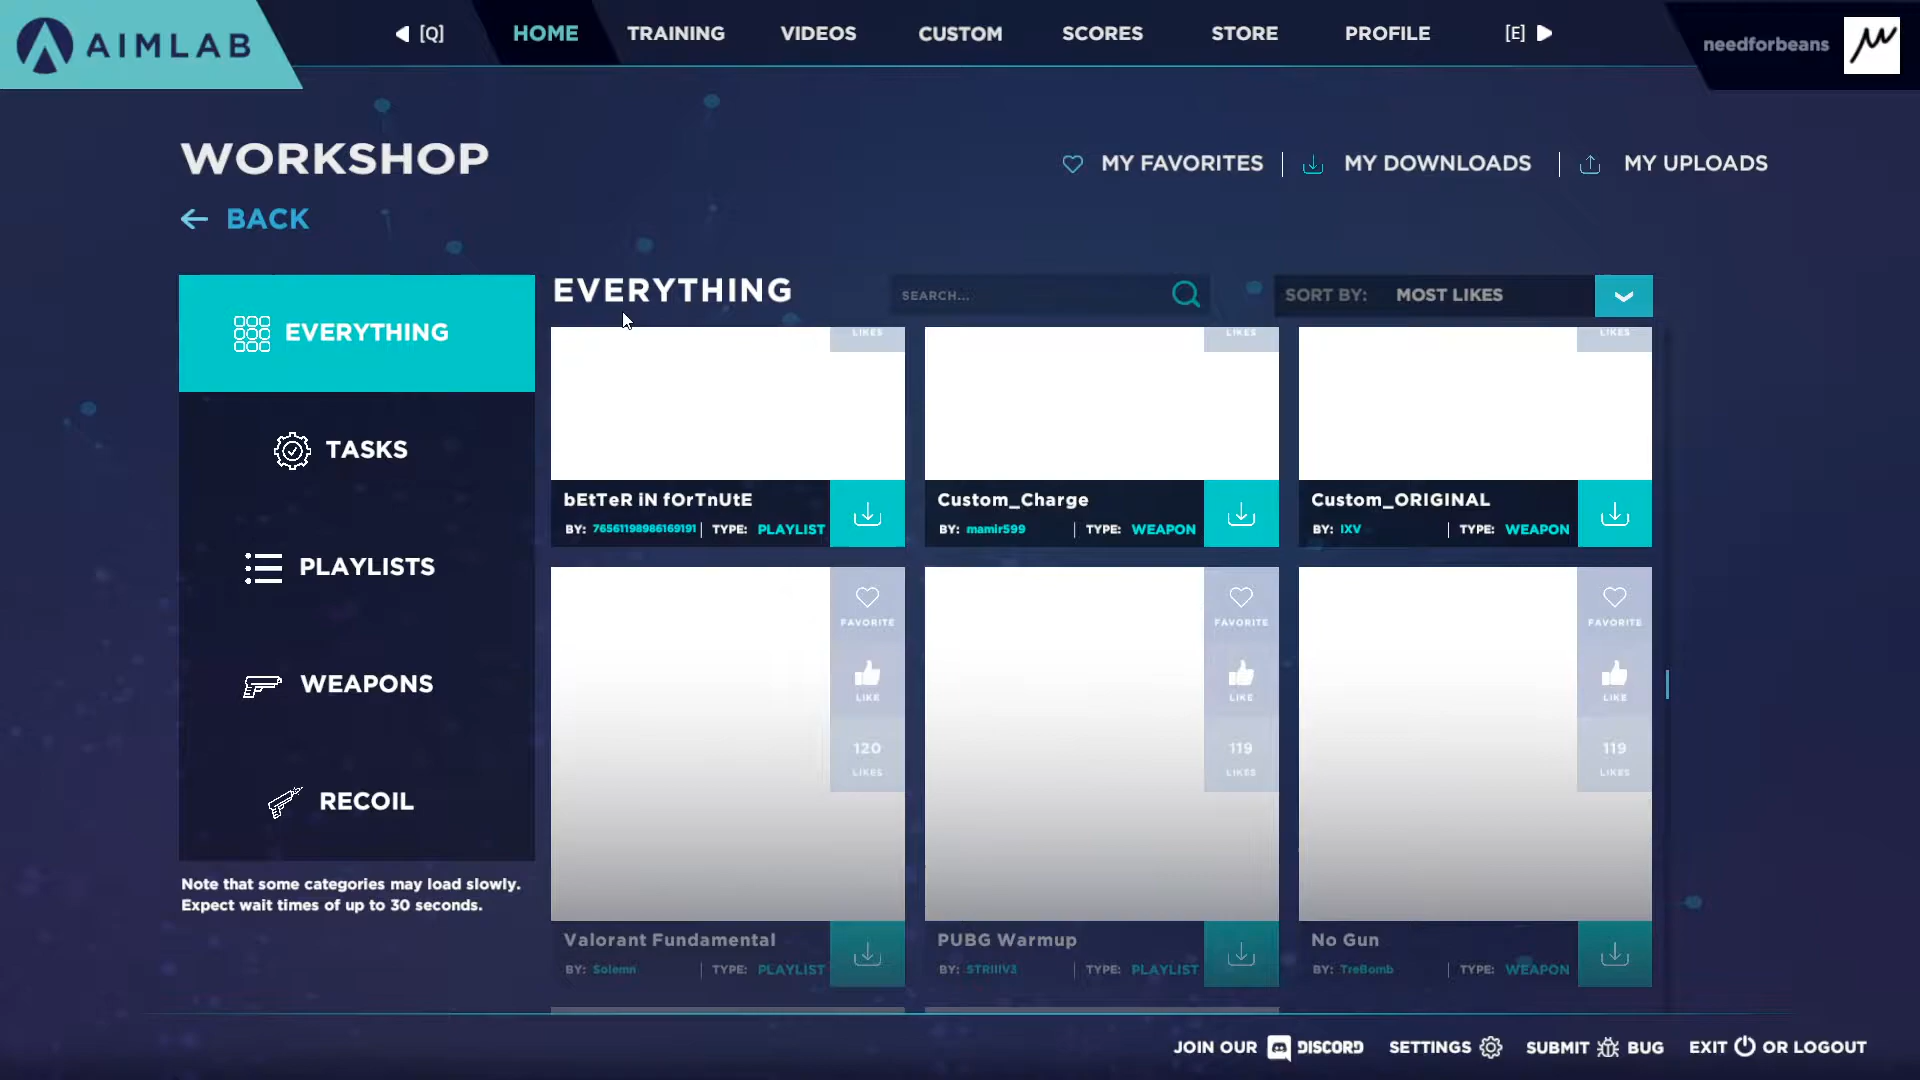 AIMLAB
[Q] HOME TRAINING VIDEOS CUSTOM SCORES STORE PROFILE [E]
needforbeans
WORKSHOP
MY FAVORITES MY DOWNLOADS MY UPLOADS
BACK
EVERYTHING
TASKS
PLAYLISTS
WEAPONS
RECOIL
Note that some categories may load slowly.
Expect wait times of up to 30 seconds.
EVERYTHING
SEARCH...
SORT BY: MOST LIKES
LIKES LIKES LIKES
bEtTeR iN fOrTnUtE
BY: 76561198986169191 TYPE: PLAYLIST
Custom_Charge
BY: mamir599 TYPE: WEAPON
Custom_ORIGINAL
BY: IXV TYPE: WEAPON
FAVORITE
LIKE
120
LIKES
Valorant Fundamental
BY: Solemn TYPE: PLAYLIST
FAVORITE
LIKE
119
LIKES
PUBG Warmup
BY: STRIIIV3 TYPE: PLAYLIST
FAVORITE
LIKE
119
LIKES
No Gun
BY: TreBomb TYPE: WEAPON
JOIN OUR DISCORD SETTINGS SUBMIT BUG EXIT OR LOGOUT